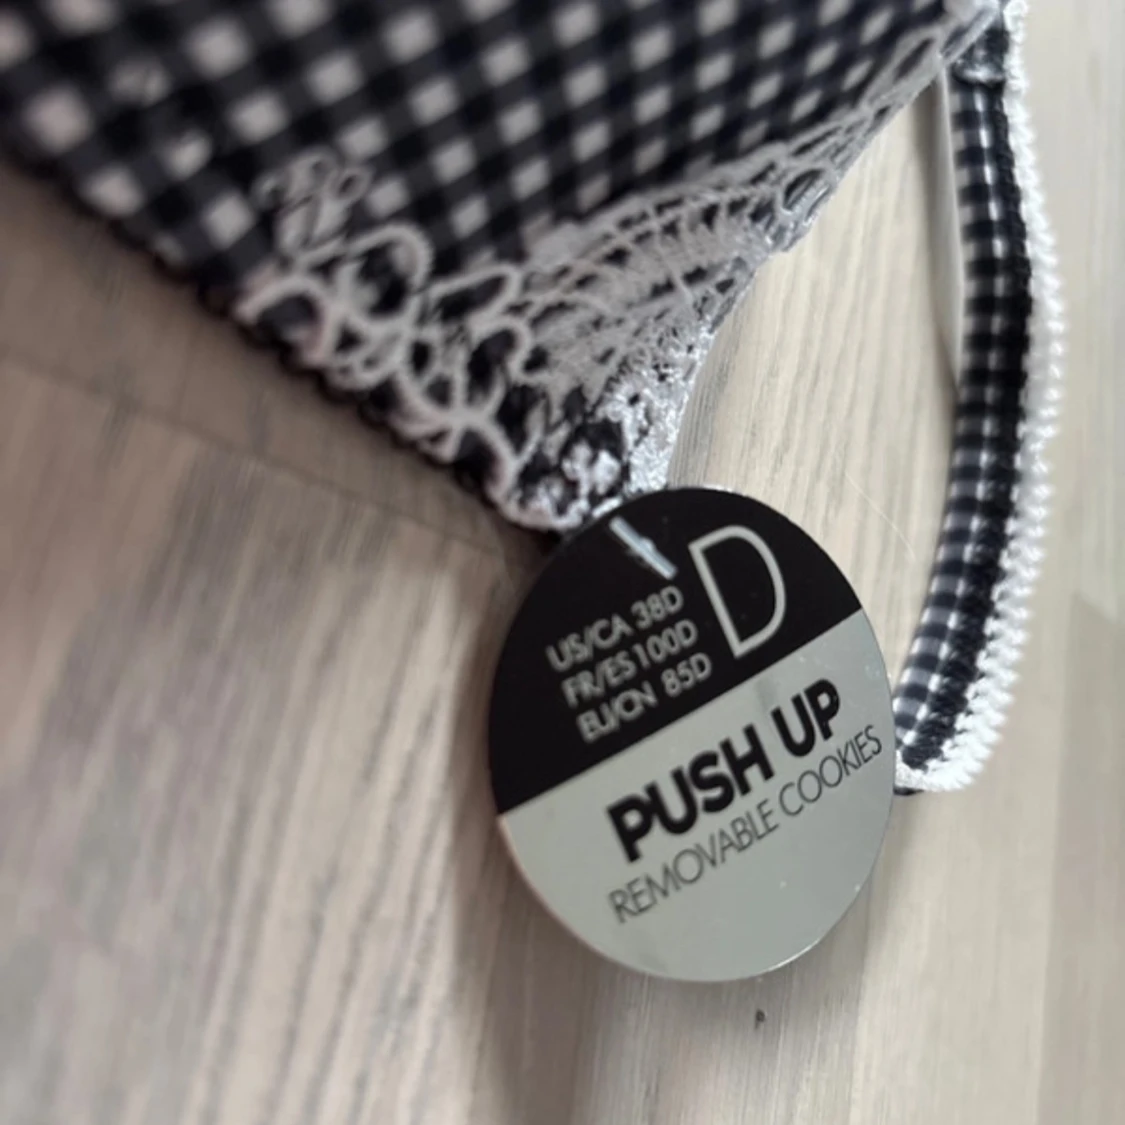 D
US/CA 38D
FR/ES 100D
EU/CN 85D
PUSH UP
REMOVABLE COOKIES